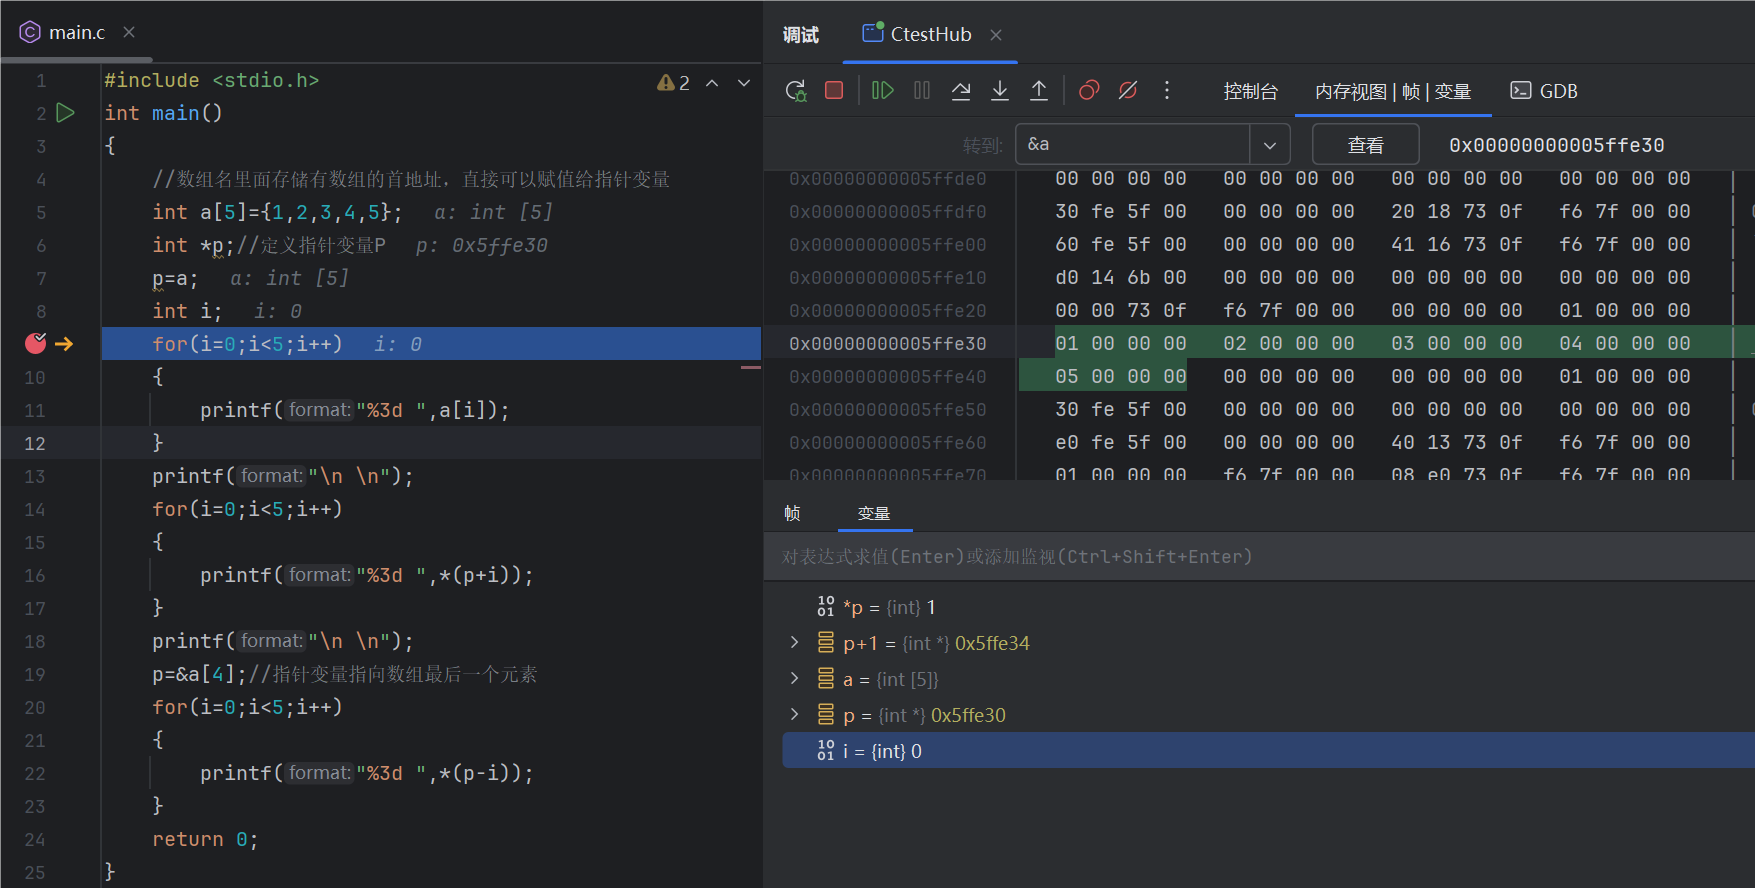 main.c
1 #include <stdio.h>
2
2 int main()
3 {
4 //数组名里面存储有数组的首地址，直接可以赋值给指针变量
5 int a[5]={1,2,3,4,5}; a: int [5]
6 int *p;//定义指针变量P p: 0x5ffe30
7 p=a; a: int [5]
8 int i; i: 0
for(i=0;i<5;i++) i: 0
10 {
11 printf(format:"%3d ",a[i]);
12 }
13 printf(format:"\n \n");
14 for(i=0;i<5;i++)
15 {
16 printf(format:"%3d ",*(p+i));
17 }
18 printf(format:"\n \n");
19 p=&a[4];//指针变量指向数组最后一个元素
20 for(i=0;i<5;i++)
21 {
22 printf(format:"%3d ",*(p-i));
23 }
24 return 0;
25 }
调试 CtestHub
控制台 内存视图 | 帧 | 变量 GDB
转到: &a 查看 0x00000000005ffe30
0x00000000005ffde0 00 00 00 00 00 00 00 00 00 00 00 00 00 00 00 00
0x00000000005ffdf0 30 fe 5f 00 00 00 00 00 20 18 73 0f f6 7f 00 00
0x00000000005ffe00 60 fe 5f 00 00 00 00 00 41 16 73 0f f6 7f 00 00
0x00000000005ffe10 d0 14 6b 00 00 00 00 00 00 00 00 00 00 00 00 00
0x00000000005ffe20 00 00 73 0f f6 7f 00 00 00 00 00 00 01 00 00 00
0x00000000005ffe30 01 00 00 00 02 00 00 00 03 00 00 00 04 00 00 00
0x00000000005ffe40 05 00 00 00 00 00 00 00 00 00 00 00 01 00 00 00
0x00000000005ffe50 30 fe 5f 00 00 00 00 00 00 00 00 00 00 00 00 00
0x00000000005ffe60 e0 fe 5f 00 00 00 00 00 40 13 73 0f f6 7f 00 00
0x00000000005ffe70 01 00 00 00 f6 7f 00 00 08 e0 73 0f f6 7f 00 00
帧 变量
对表达式求值(Enter)或添加监视(Ctrl+Shift+Enter)
*p = {int} 1
p+1 = {int *} 0x5ffe34
a = {int [5]}
p = {int *} 0x5ffe30
i = {int} 0